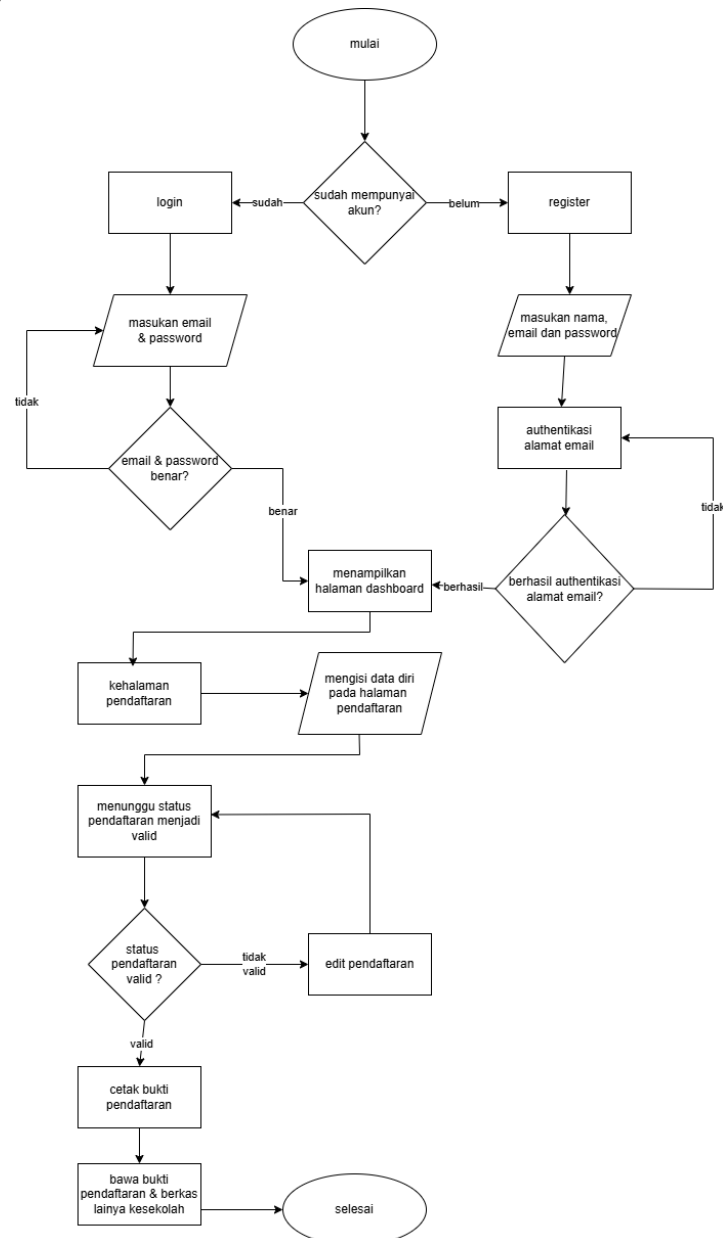 mulai
sudah mempunyai
akun?
sudah
belum
login
register
masukan email
& password
masukan nama,
email dan password
tidak
email & password
benar?
benar
authentikasi
alamat email
tidak
berhasil authentikasi
alamat email?
berhasil
menampilkan
halaman dashboard
kehalaman
pendaftaran
mengisi data diri
pada halaman
pendaftaran
menunggu status
pendaftaran menjadi
valid
status
pendaftaran
valid ?
tidak
valid
edit pendaftaran
valid
cetak bukti
pendaftaran
bawa bukti
pendaftaran & berkas
lainya kesekolah
selesai